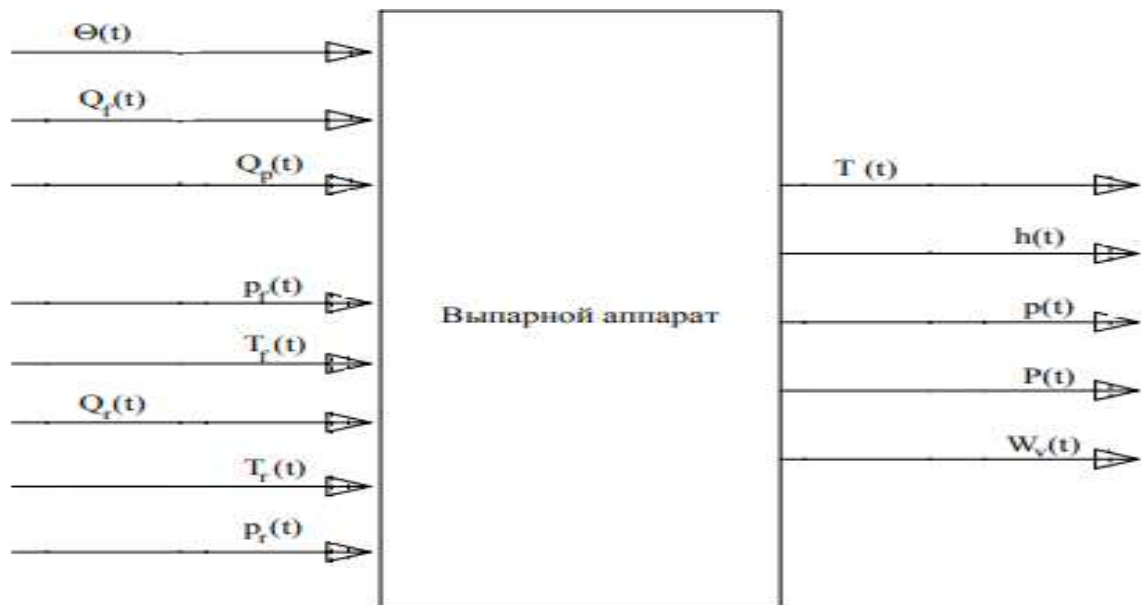 Θ(t)
Q_f(t)
Q_p(t)
p_f(t)
T_f(t)
Q_r(t)
T_r(t)
p_r(t)
Выпарной аппарат
T (t)
h(t)
p(t)
P(t)
W_v(t)